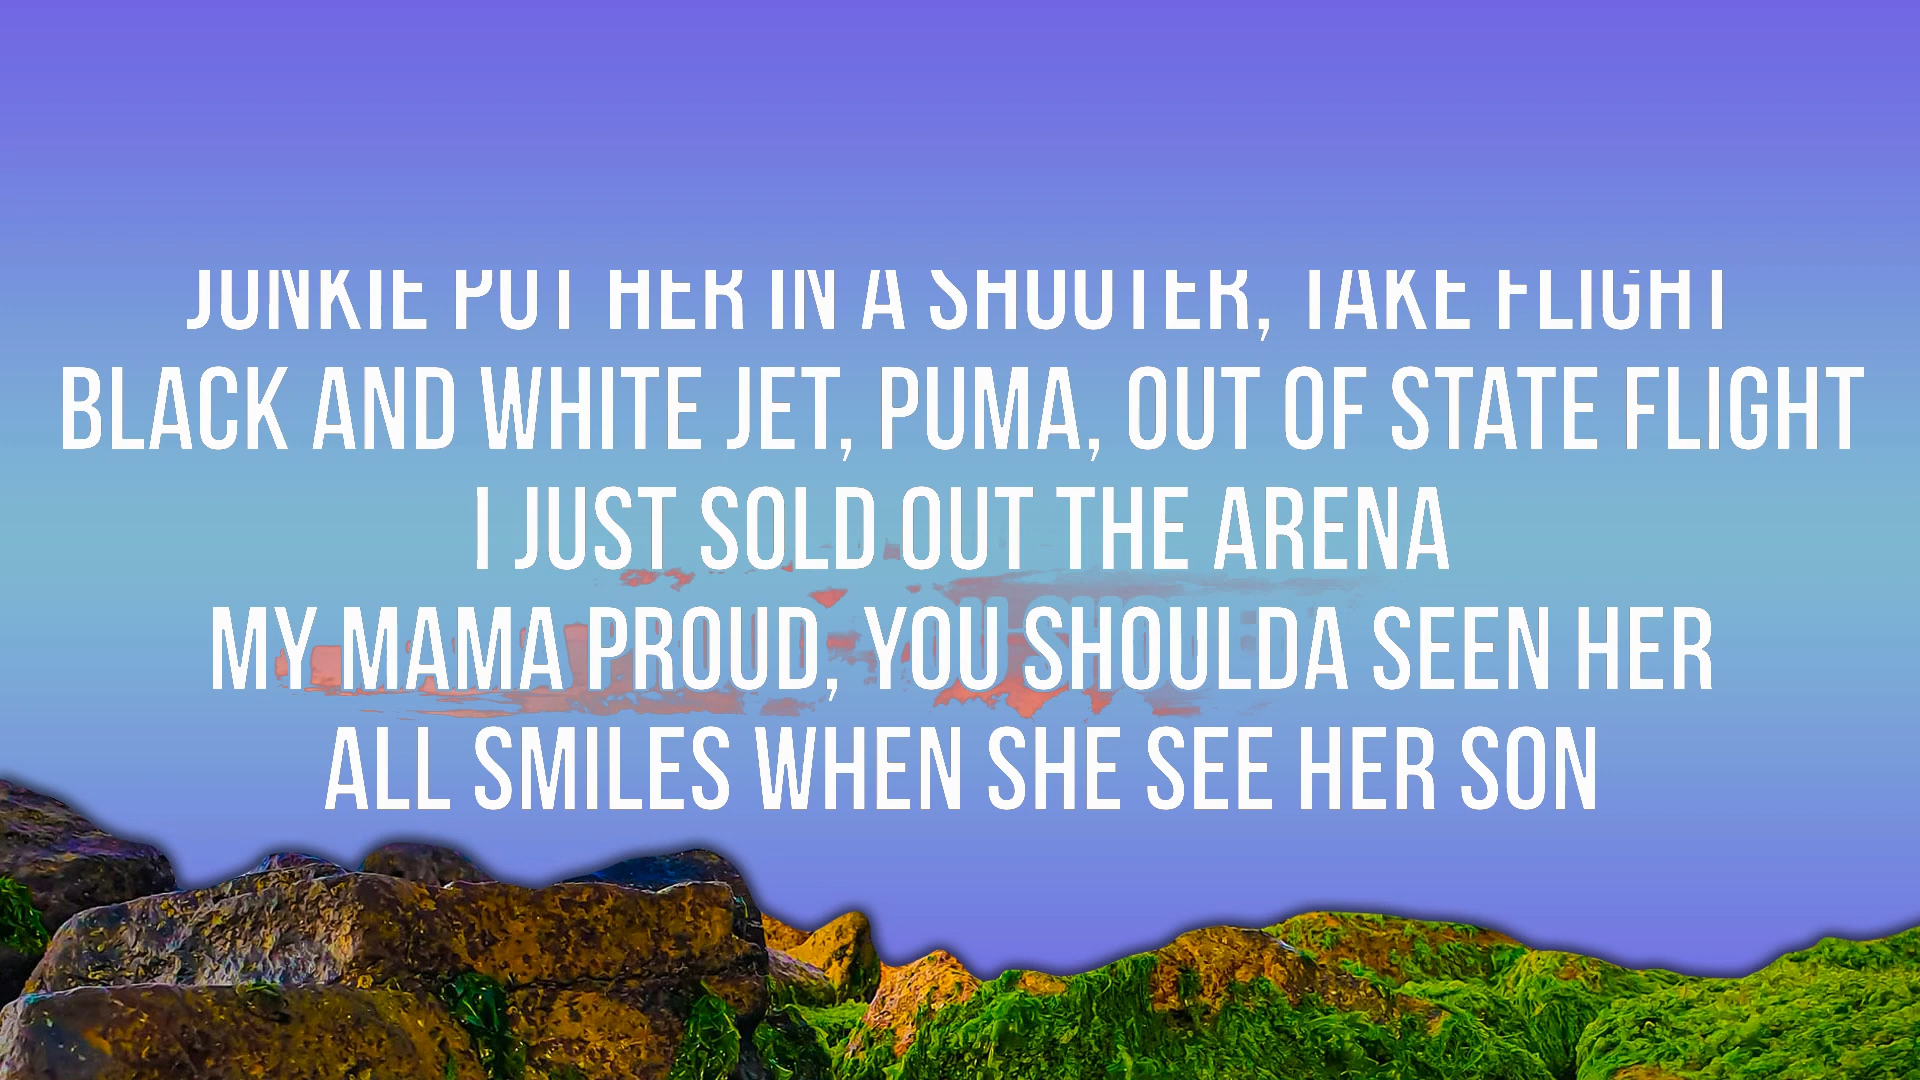 JUNKIE PUT HER IN A SHOOTER, TAKE FLIGHT
BLACK AND WHITE JET, PUMA, OUT OF STATE FLIGHT
I JUST SOLD OUT THE ARENA
MY MAMA PROUD, YOU SHOULDA SEEN HER
ALL SMILES WHEN SHE SEE HER SON